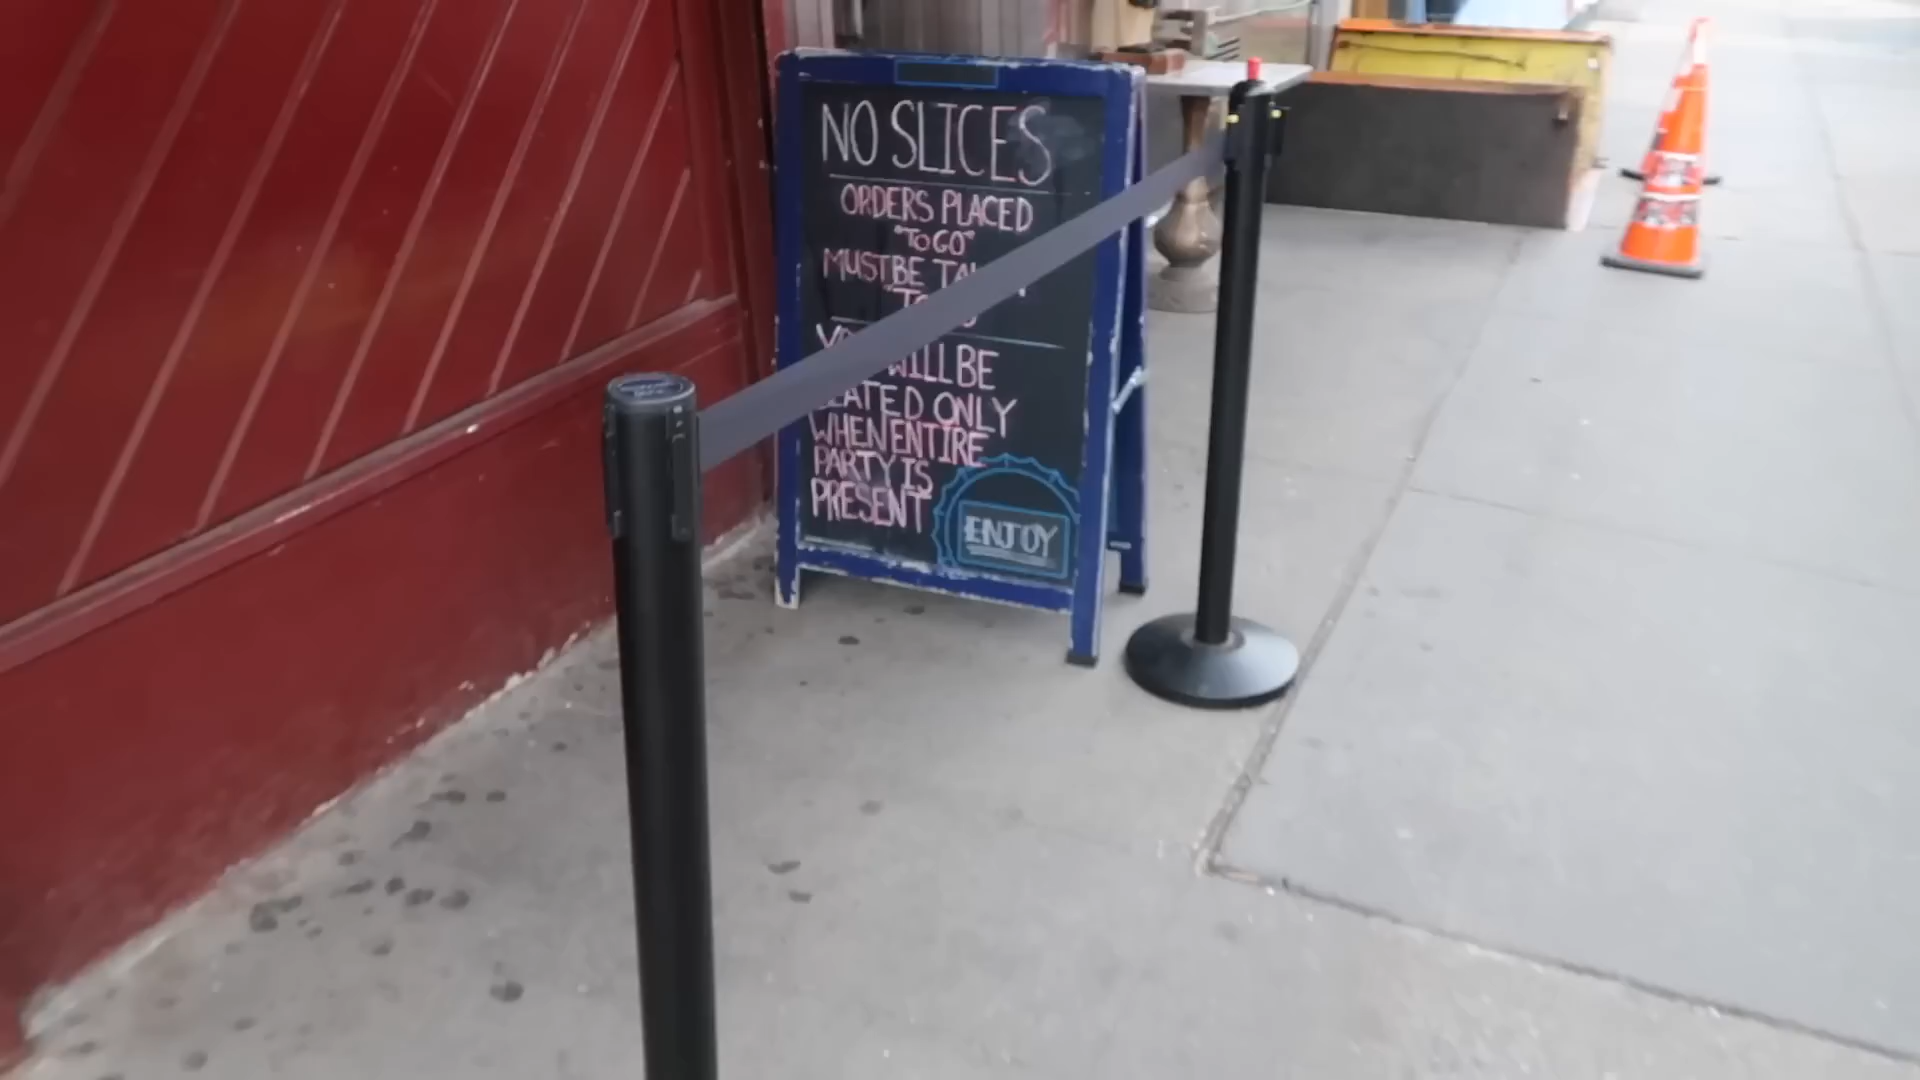 NO SLICES
ORDERS PLACED
"TO GO"
MUST BE
WILL BE
ONLY
WHEN ENTIRE
PARTY IS
PRESENT
ENJOY